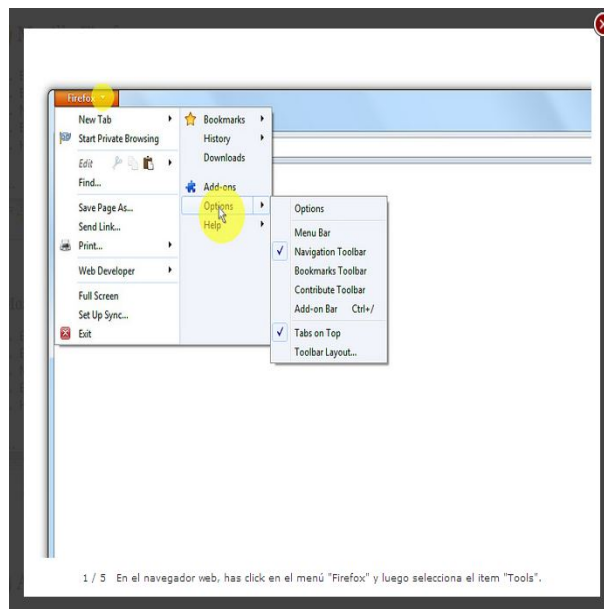 Firefox
New Tab
Start Private Browsing
Edit
Find...
Save Page As...
Send Link...
Print...
Web Developer
Full Screen
Set Up Sync...
Exit
Bookmarks
History
Downloads
Add-ons
Options
Help
Options
Menu Bar
Navigation Toolbar
Bookmarks Toolbar
Contribute Toolbar
Add-on Bar Ctrl+/
Tabs on Top
Toolbar Layout...
1 / 5 En el navegador web, has click en el menú "Firefox" y luego selecciona el item "Tools".